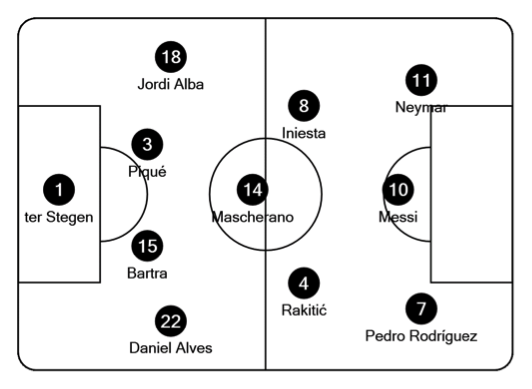 18
Jordi Alba
11
Neymar
8
Iniesta
3
Piqué
1
ter Stegen
14
Mascherano
10
Messi
15
Bartra
4
Rakitić
7
Pedro Rodríguez
22
Daniel Alves